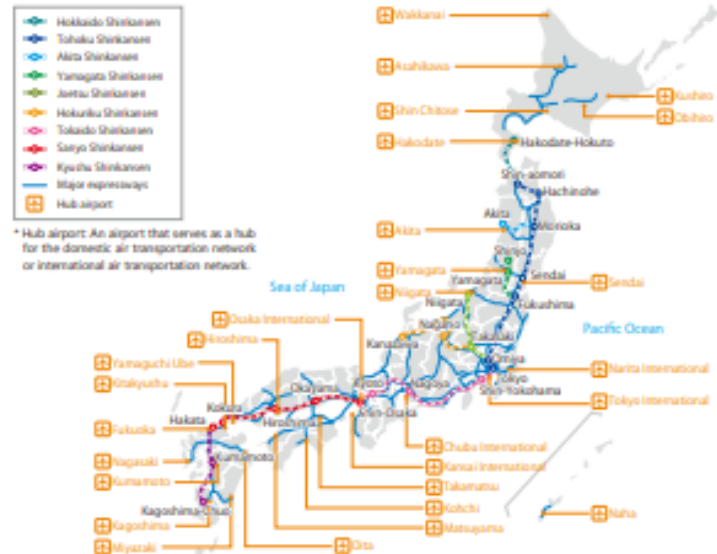 Hokkaido Shinkansen
Tohoku Shinkansen
Akita Shinkansen
Yamagata Shinkansen
Joetsu Shinkansen
Hokuriku Shinkansen
Tokaido Shinkansen
Sanyo Shinkansen
Kyushu Shinkansen
Major expressways
Hub airport
* Hub airport: An airport that serves as a hub
for the domestic air transportation network
or international air transportation network.
Wakkanai
Asahikawa
Kushiro
Shin Chitose
Obihiro
Hakodate
Hakodate-Hokuto
Shin-aomori
Hachinohe
Akita
Akita
Morioka
Shinjo
Yamagata
Yamagata
Sendai
Sendai
Sea of Japan
Niigata
Niigata
Fukushima
Osaka International
Nagano
Takasaki
Pacific Ocean
Hiroshima
Kanazawa
Omiya
Yamaguchi Ube
Narita International
Kitakyushu
Okayama
Kyoto
Nagoya
Tokyo
Shin-Yokohama
Tokyo International
Kokura
Hakata
Hiroshima
Shin-Osaka
Fukuoka
Chubu International
Nagasaki
Kumamoto
Kansai International
Kumamoto
Takamatsu
Kagoshima-Chuo
Kohchi
Naha
Kagoshima
Matsuyama
Miyazaki
Oita